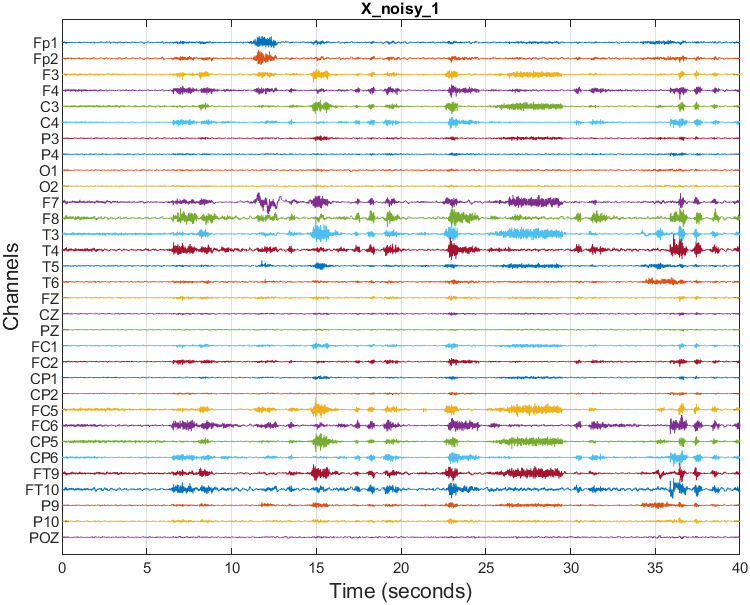 X_noisy_1
Fp1
Fp2
F3
F4
C3
C4
P3
P4
O1
O2
F7
F8
T3
T4
T5
T6
FZ
CZ
PZ
FC1
FC2
CP1
CP2
FC5
FC6
CP5
CP6
FT9
FT10
P9
P10
POZ
Channels
0 5 10 15 20 25 30 35 40
Time (seconds)